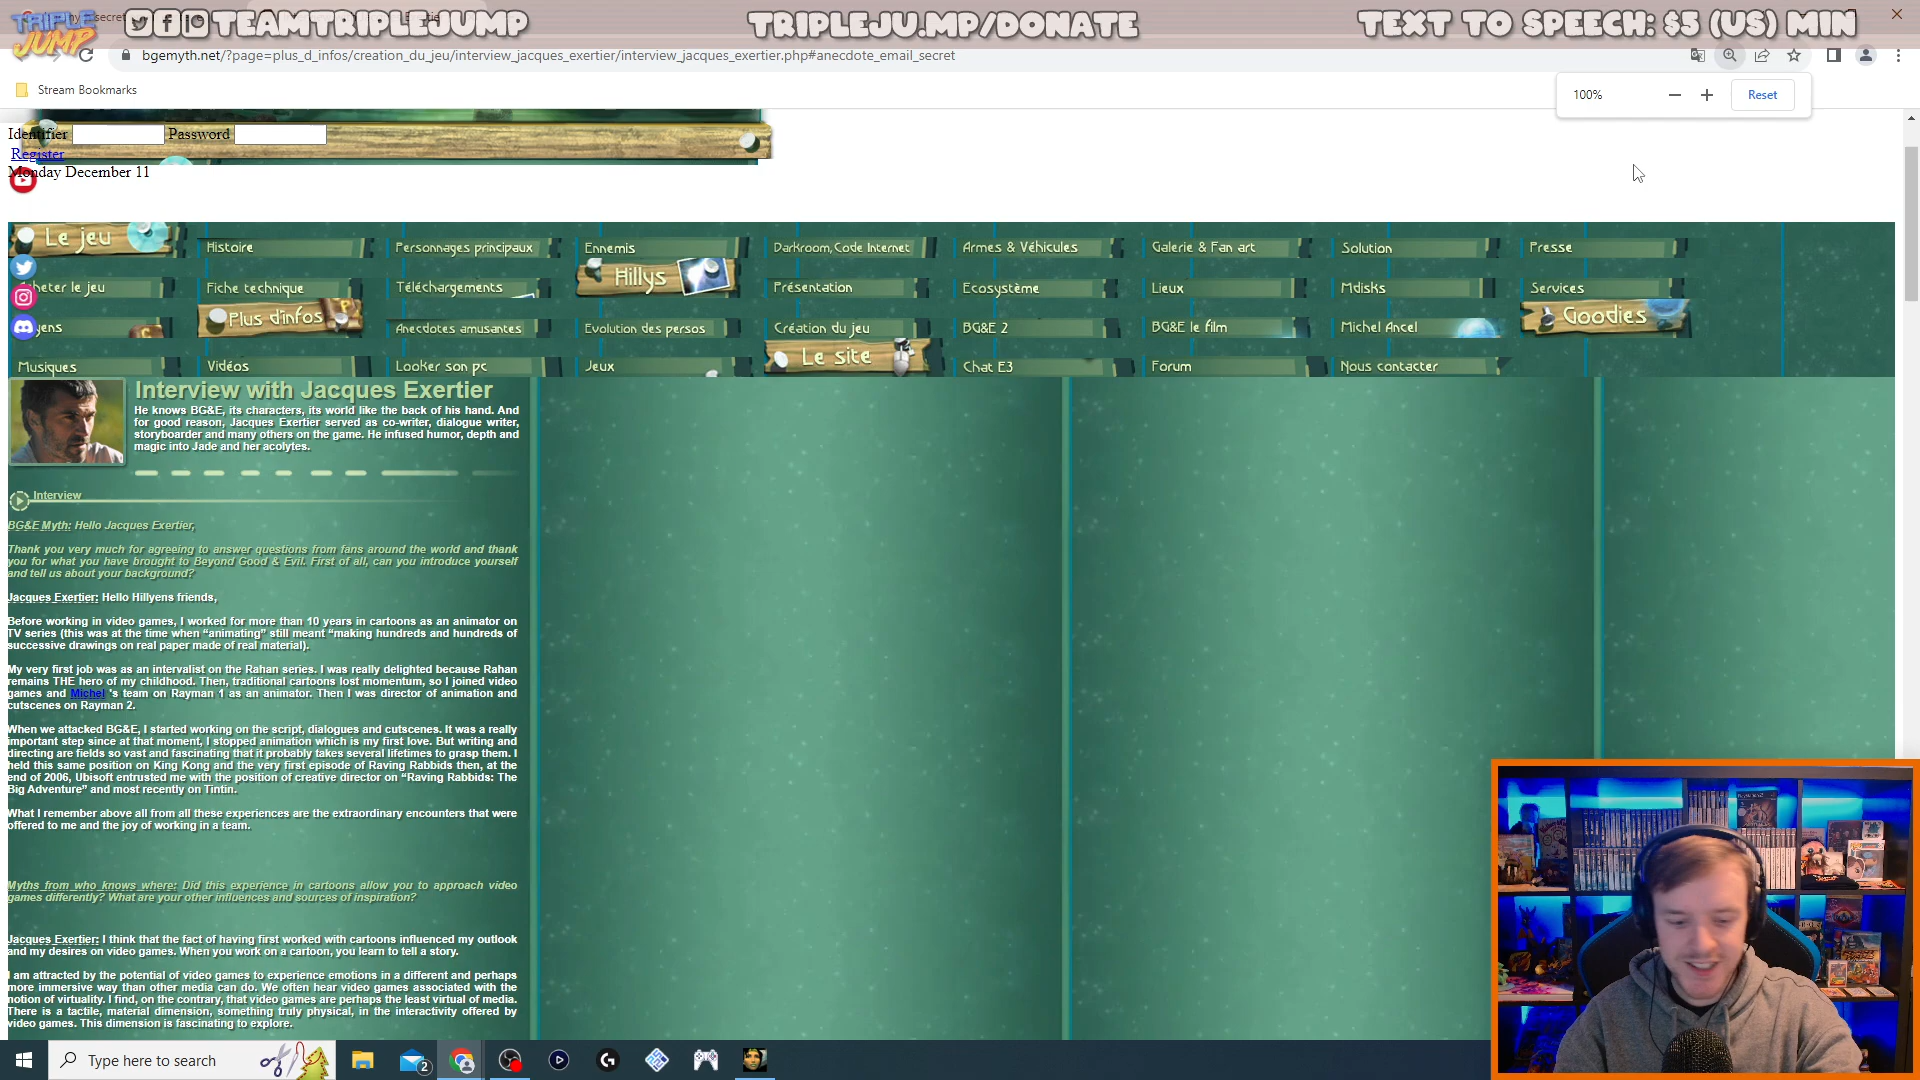 TRIPLE JUMP
TEAMTRIPLEJUMP
TRIPLEJU.MP/DONATE
TEXT TO SPEECH: $5 (US) MIN
bgemyth.net/?page=plus_d_infos/creation_du_jeu/interview_jacques_exertier/interview_jacques_exertier.php#anecdote_email_secret
Stream Bookmarks
100%
Reset
Identifier
Password
Register
Monday December 11
Le jeu
Histoire
Personnages principaux
Ennemis
Darkroom, Code Internet
Armes & Véhicules
Galerie & Fan art
Solution
Presse
Acheter le jeu
Fiche technique
Téléchargements
Hillys
Présentation
Ecosystème
Lieux
Mdisks
Services
Plus d'infos
Anecdotes amusantes
Evolution des persos
Création du jeu
BG&E 2
BG&E le film
Michel Ancel
Goodies
Musiques
Vidéos
Looker son pc
Jeux
Le site
Chat E3
Forum
Nous contacter
Interview with Jacques Exertier
He knows BG&E, its characters, its world like the back of his hand. And
for good reason, Jacques Exertier served as co-writer, dialogue writer,
storyboarder and many others on the game. He infused humor, depth and
magic into Jade and her acolytes.
Interview
BG&E Myth: Hello Jacques Exertier,
Thank you very much for agreeing to answer questions from fans around the world and thank
you for what you have brought to Beyond Good & Evil. First of all, can you introduce yourself
and tell us about your background?
Jacques Exertier: Hello Hillyens friends,
Before working in video games, I worked for more than 10 years in cartoons as an animator on
TV series (this was at the time when “animating” still meant “making hundreds and hundreds of
successive drawings on real paper made of real material).
My very first job was as an intervalist on the Rahan series. I was really delighted because Rahan
remains THE hero of my childhood. Then, traditional cartoons lost momentum, so I joined video
games and Michel 's team on Rayman 1 as an animator. Then I was director of animation and
cutscenes on Rayman 2.
When we attacked BG&E, I started working on the script, dialogues and cutscenes. It was a really
important step since at that moment, I stopped animation which is my first love. But writing and
directing are fields so vast and fascinating that it probably takes several lifetimes to grasp them. I
held this same position on King Kong and the very first episode of Raving Rabbids then, at the
end of 2006, Ubisoft entrusted me with the position of creative director on “Raving Rabbids: The
Big Adventure” and most recently on Tintin.
What I remember above all from all these experiences are the extraordinary encounters that were
offered to me and the joy of working in a team.
Myths from who knows where: Did this experience in cartoons allow you to approach video
games differently? What are your other influences and sources of inspiration?
Jacques Exertier: I think that the fact of having first worked with cartoons influenced my outlook
and my desires on video games. When you work on a cartoon, you learn to tell a story.
I am attracted by the potential of video games to experience emotions in a different and perhaps
more immersive way than other media can do. We often hear video games associated with the
notion of virtuality. I find, on the contrary, that video games are perhaps the least virtual of media.
There is a tactile, material dimension, something truly physical, in the interactivity offered by
video games. This dimension is fascinating to explore.
Type here to search
2